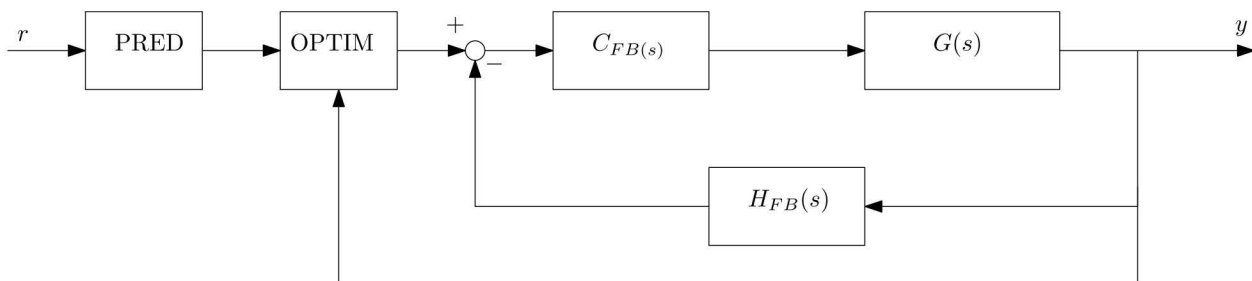 r
PRED
OPTIM
+
−
C_{FB(s)}
G(s)
y
H_{FB}(s)